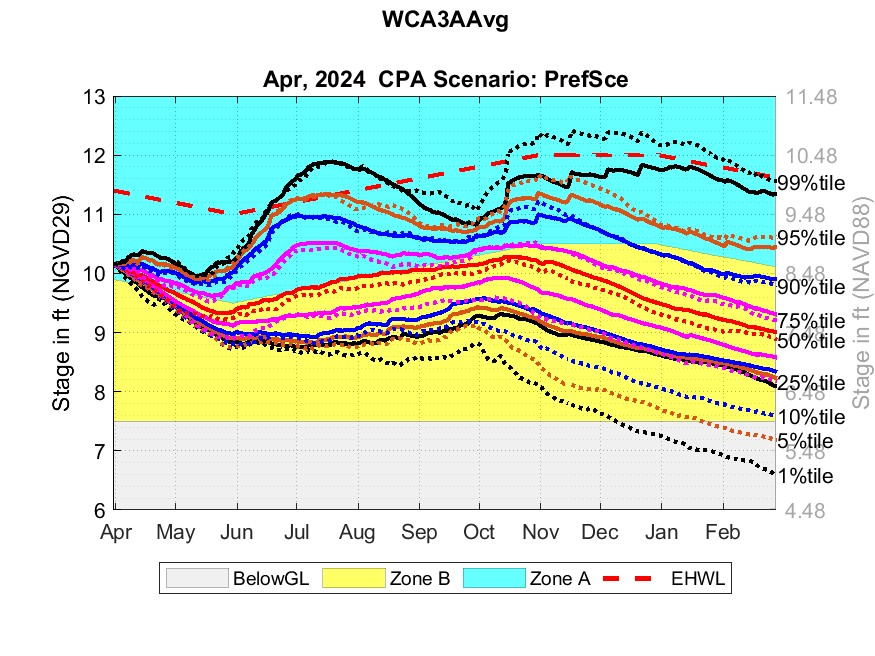 WCA3AAvg
Apr, 2024 CPA Scenario: PrefSce
Stage in ft (NGVD29)
13
12
11
10
9
8
7
6
11.48
10.48
9.48
8.48
7.48
6.48
5.48
4.48
Stage in ft (NAVD88)
99%tile
95%tile
90%tile
75%tile
50%tile
25%tile
10%tile
5%tile
1%tile
Apr May Jun Jul Aug Sep Oct Nov Dec Jan Feb
BelowGL Zone B Zone A EHWL